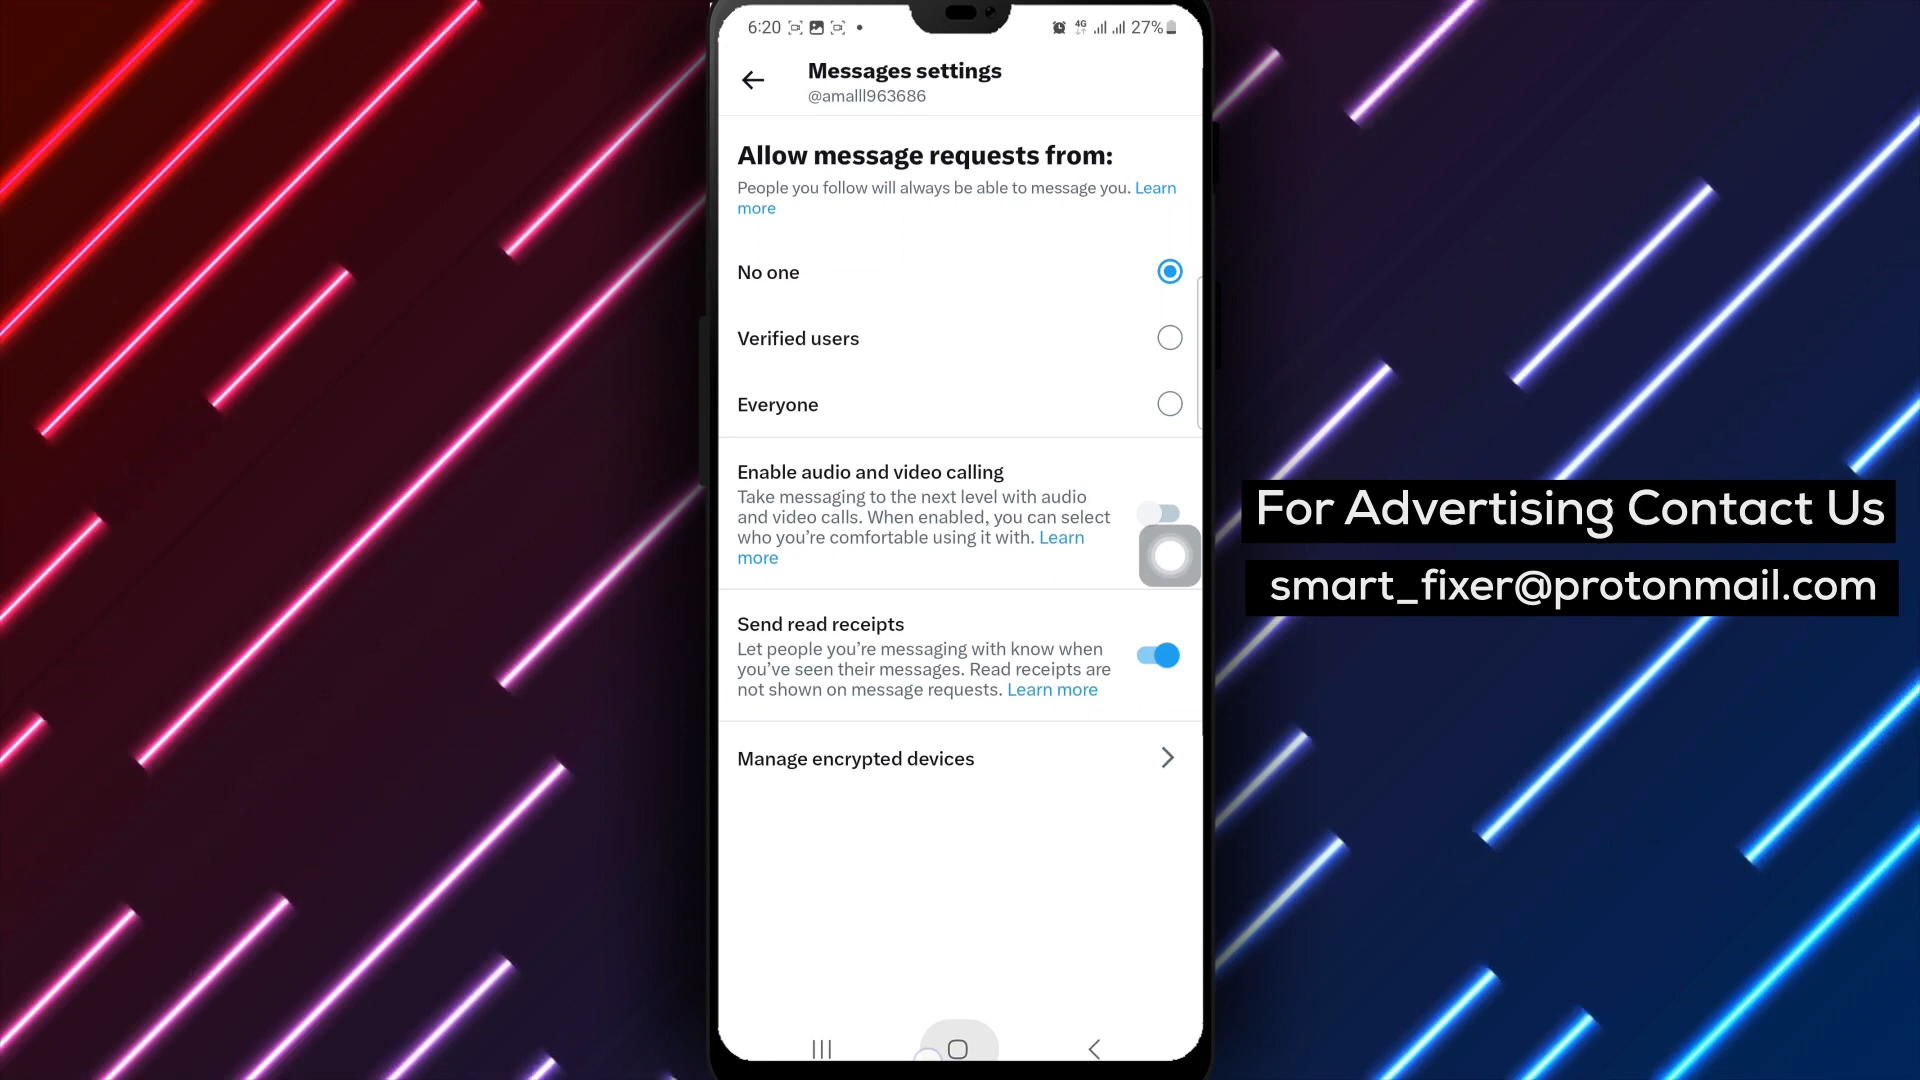 6:20
4G
27%
Messages settings
@amalll963686
Allow message requests from:
People you follow will always be able to message you. Learn
more
No one
Verified users
Everyone
Enable audio and video calling
Take messaging to the next level with audio
and video calls. When enabled, you can select
who you’re comfortable using it with. Learn
more
Send read receipts
Let people you’re messaging with know when
you’ve seen their messages. Read receipts are
not shown on message requests. Learn more
Manage encrypted devices
For Advertising Contact Us
smart_fixer@protonmail.com